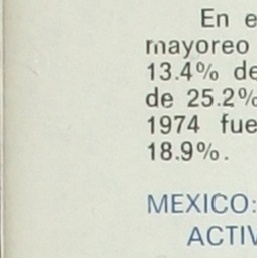 En e
mayoreo
13.4% de
de 25.2%
1974 fue
18.9%.
MEXICO:
ACTIV